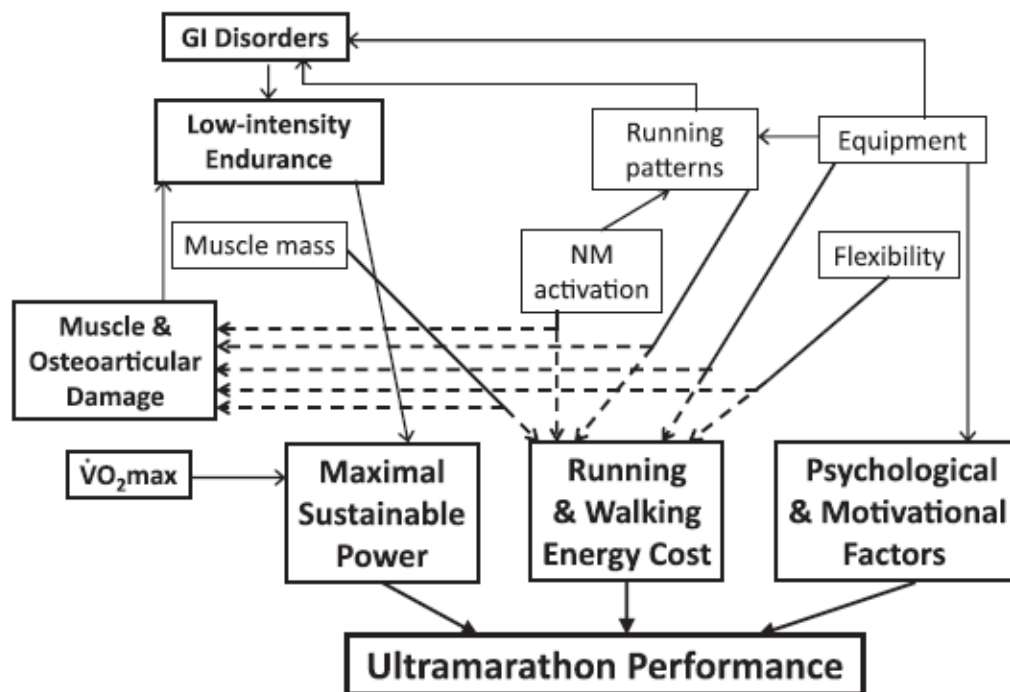 GI Disorders
Low-intensity
Endurance
Running
patterns
Equipment
Muscle mass
NM
activation
Flexibility
Muscle &
Osteoarticular
Damage
V̇O₂max
Maximal
Sustainable
Power
Running
& Walking
Energy Cost
Psychological
& Motivational
Factors
Ultramarathon Performance